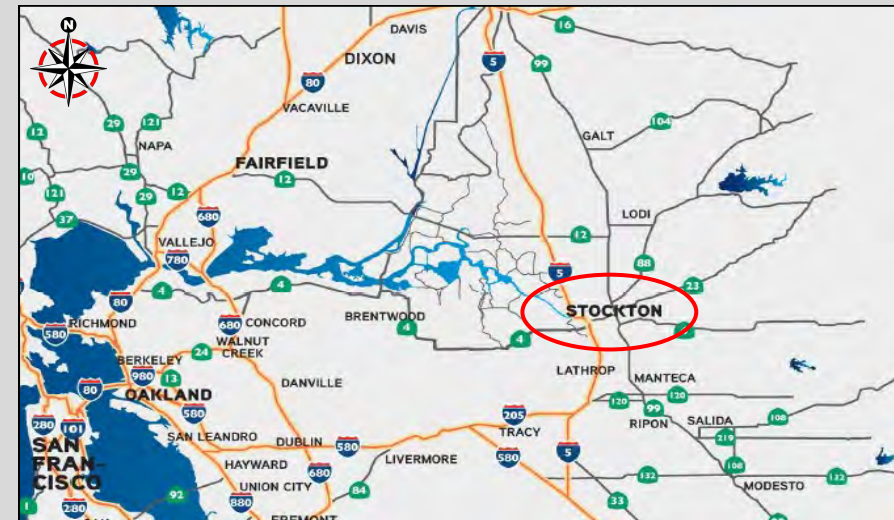 N
16
DAVIS
5
DIXON
99
80
VACAVILLE
29
121
104
12
GALT
NAPA
FAIRFIELD
29
10
12
121
12
29
680
LODI
37
12
VALLEJO
780
88
5
4
4
23
80
STOCKTON
RICHMOND
BRENTWOOD
680
CONCORD
580
4
4
WALNUT
CREEK
24
BERKELEY
980
13
LATHROP
MANTECA
80
OAKLAND
DANVILLE
120
120
99
580
205
108
280
101
RIPON
SALIDA
SAN LEANDRO
DUBLIN
580
TRACY
219
SAN
FRAN-
CISCO
5
HAYWARD
LIVERMORE
580
108
680
132
132
UNION CITY
84
MODESTO
92
880
33
1
280
FREMONT